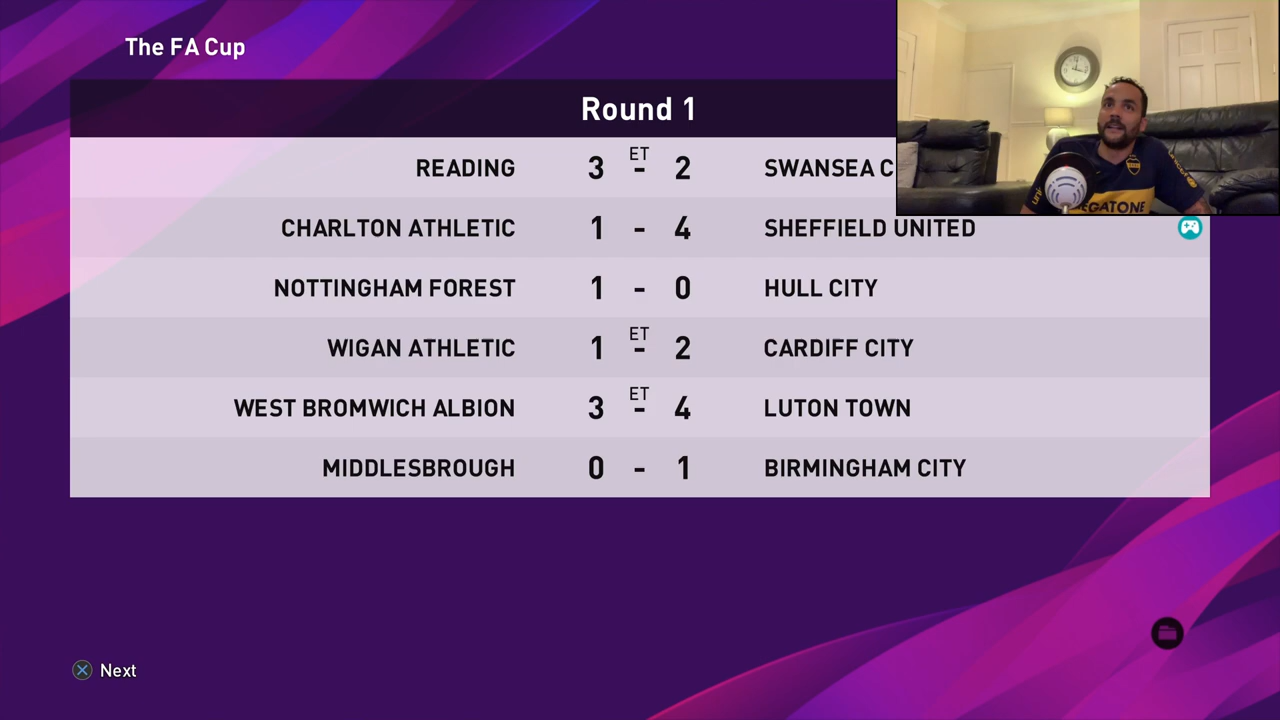 The FA Cup
Round 1
READING 3 ET - 2 SWANSEA C
CHARLTON ATHLETIC 1 - 4 SHEFFIELD UNITED
NOTTINGHAM FOREST 1 - 0 HULL CITY
WIGAN ATHLETIC 1 ET - 2 CARDIFF CITY
WEST BROMWICH ALBION 3 ET - 4 LUTON TOWN
MIDDLESBROUGH 0 - 1 BIRMINGHAM CITY
Next